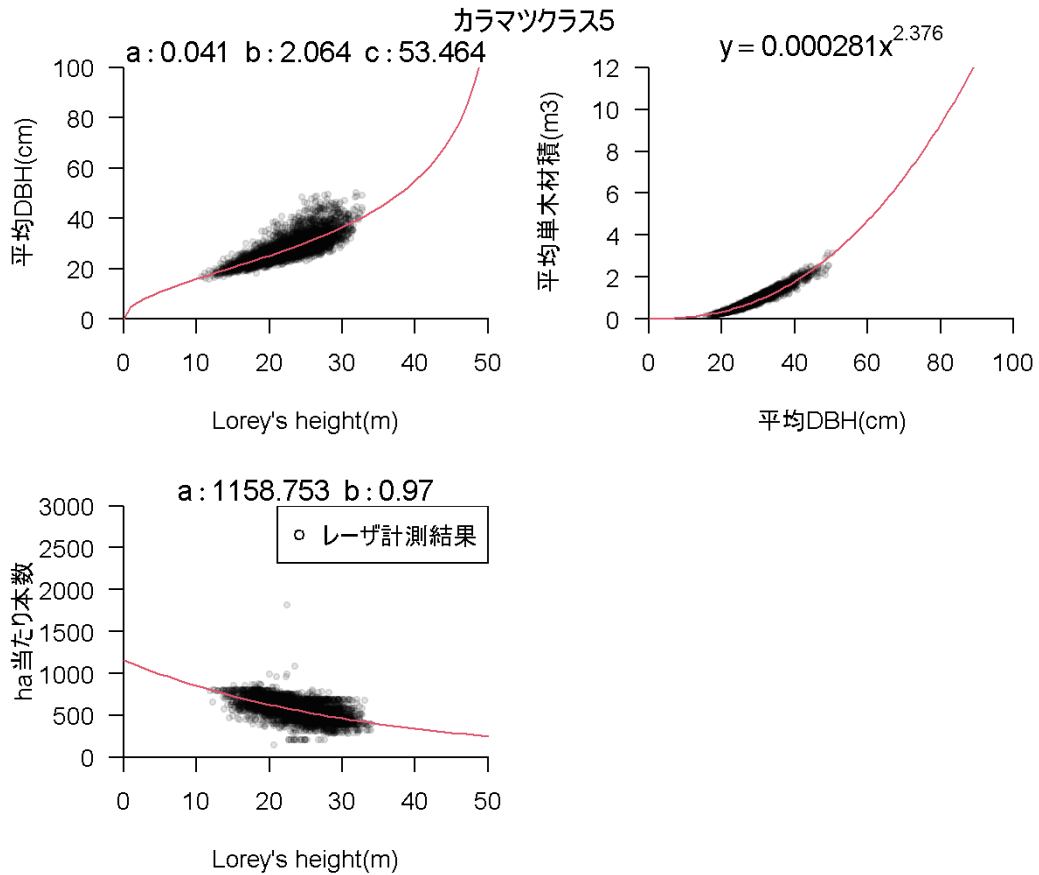 カラマツクラス5
a : 0.041 b : 2.064 c : 53.464
100
80
60
40
20
0
平均DBH(cm)
0 10 20 30 40 50
Lorey's height(m)
y = 0.000281x^2.376
12
10
8
6
4
2
0
平均単木材積(m3)
0 20 40 60 80 100
平均DBH(cm)
a : 1158.753 b : 0.97
3000
2500
2000
1500
1000
500
0
ha当たり本数
レーザ計測結果
0 10 20 30 40 50
Lorey's height(m)